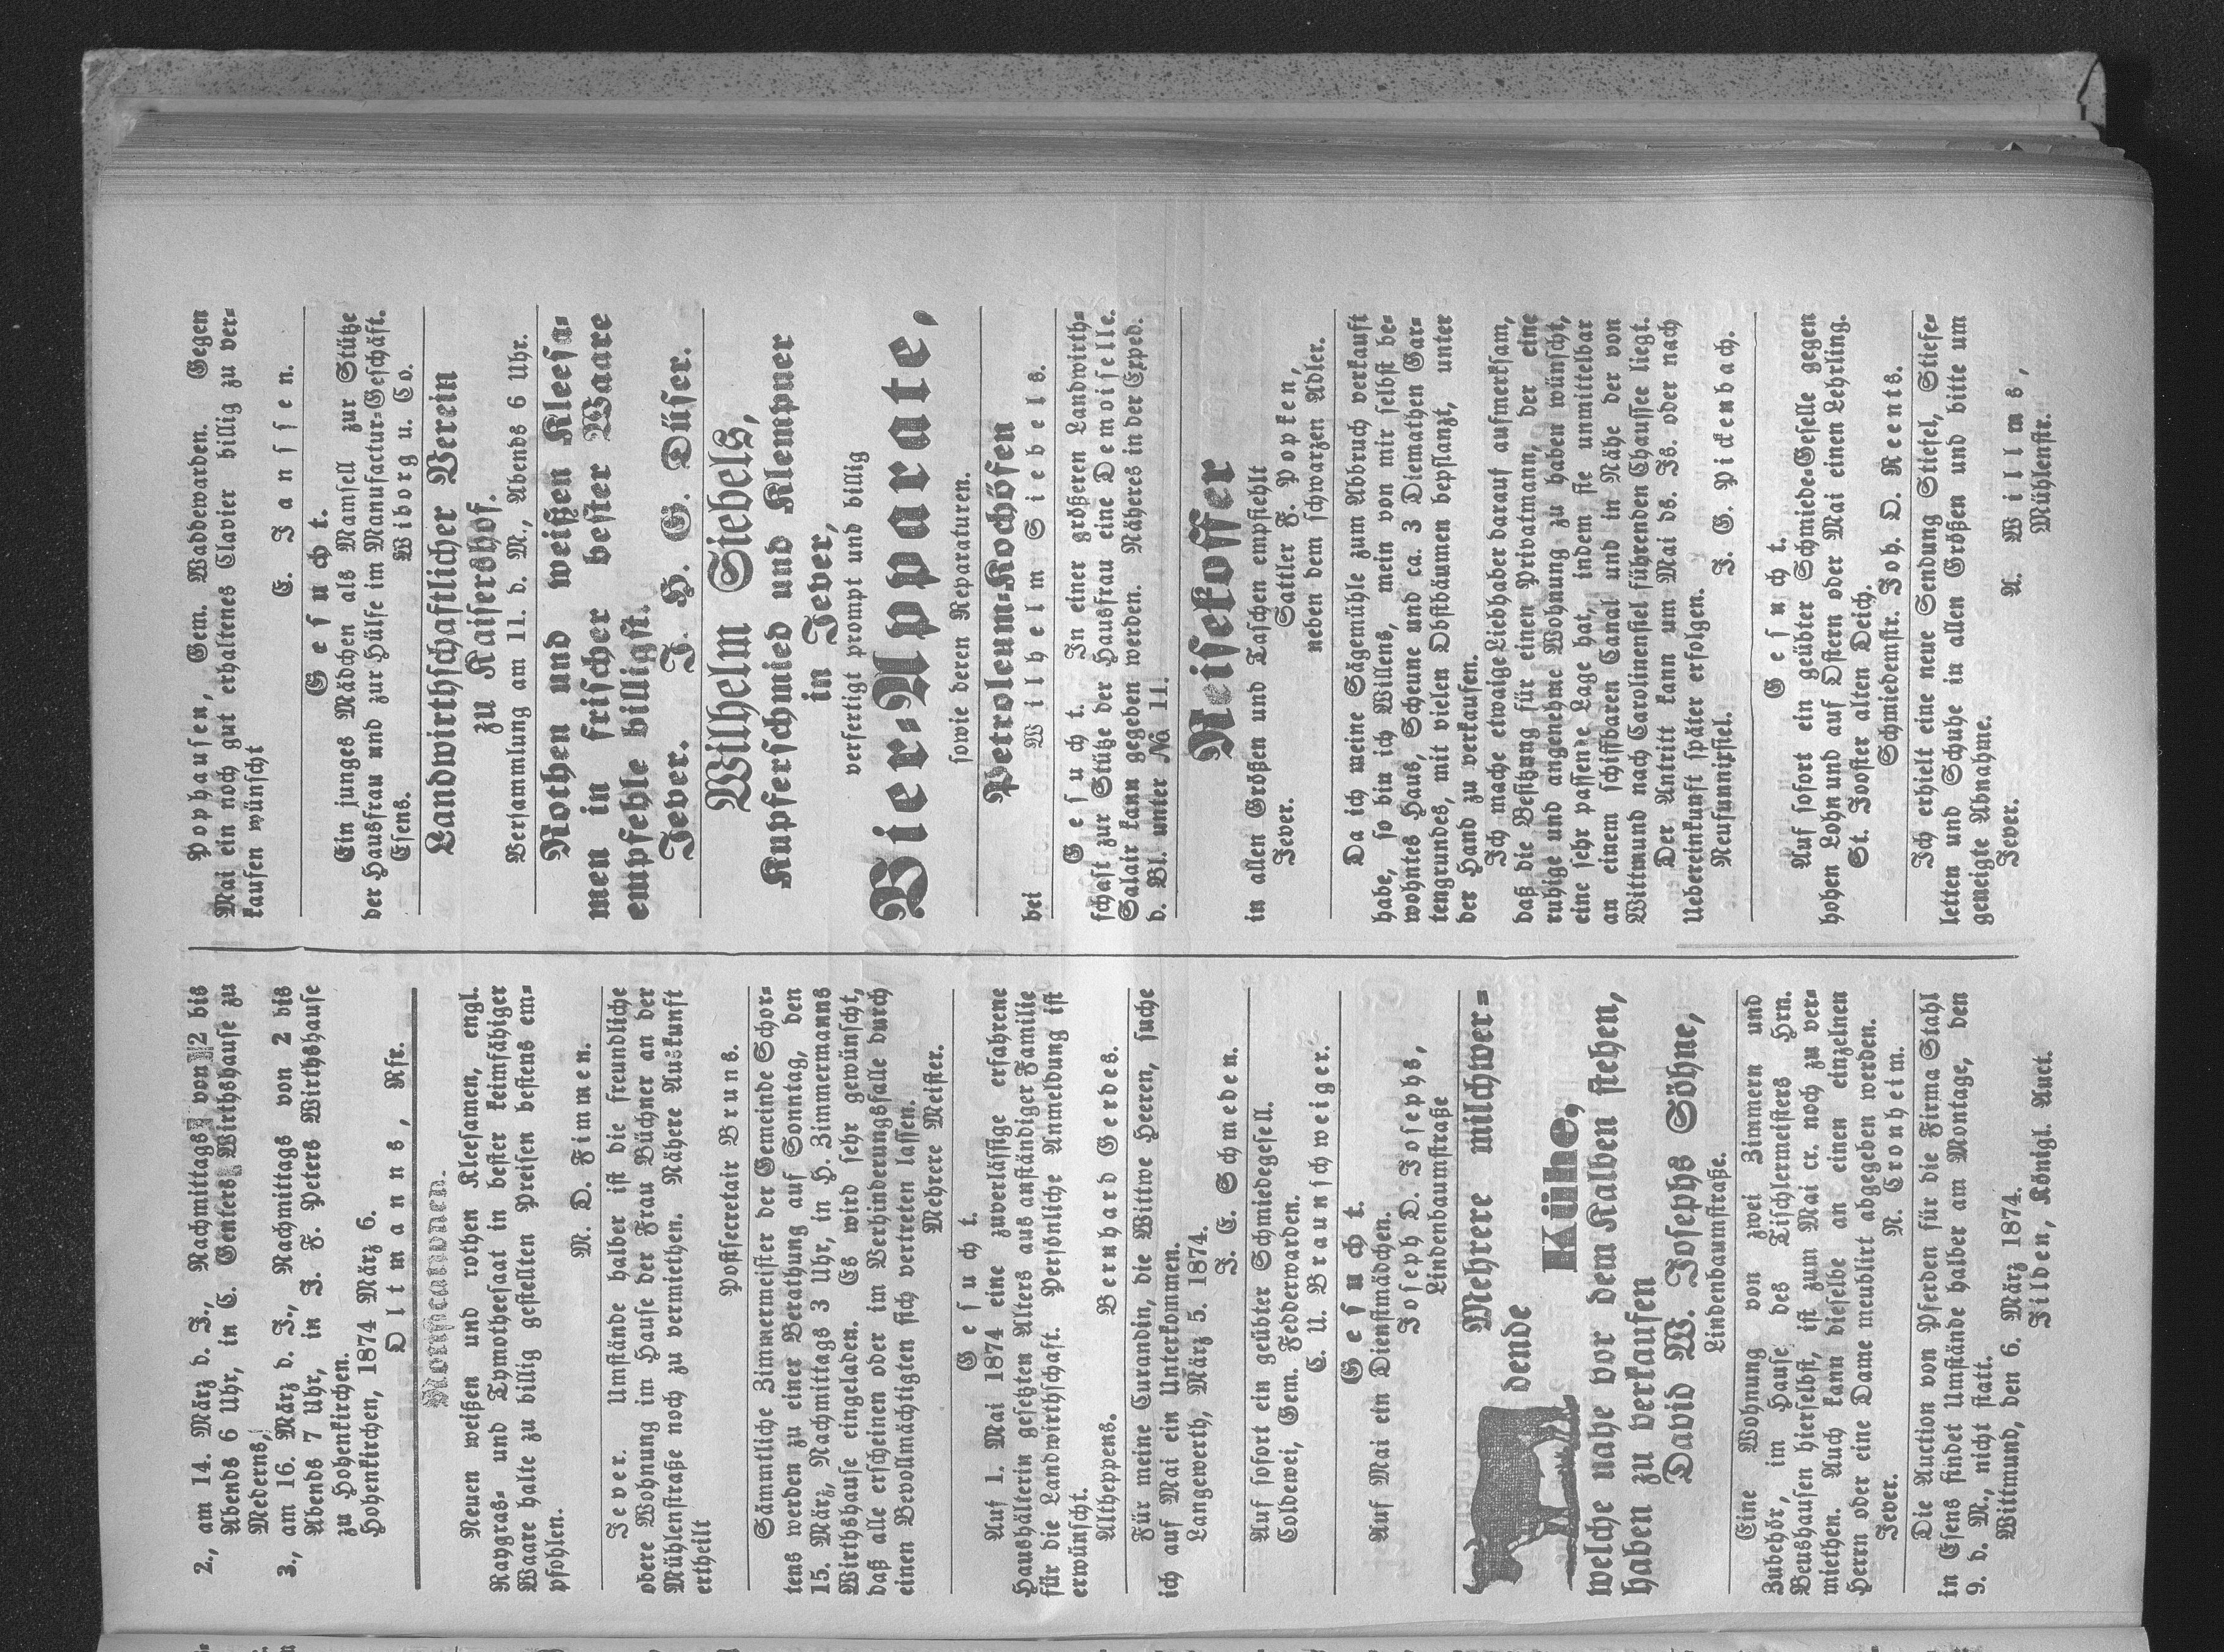 2., am 14. März d. J., Nachmittags von 2 bis
Abends 6 Uhr, in C. Genters Wirthshause zu
Mederns,
3., am 16. März d. J., Nachmittags von 2 bis
Abends 7 Uhr, in J. F. Peters Wirthshause
zu Hohenkirchen.
Hohenkirchen, 1874 März 6.
Oltmanns, Rfr.
Neuen weißen und rothen Kleesamen, engl.
Raygras- und Tymotheesaat in bester keimfähiger
Waare halte zu billig gestellten Preisen bestens em-
pfohlen.
M. D. Fimmen.
Jever. Umstände halber ist die freundliche
obere Wohnung im Hause der Frau Büchner an der
Mühlenstraße noch zu vermiethen. Nähere Auskunft
ertheilt
Postsecretair Bruns.
Sämmtliche Zimmermeister der Gemeinde Schor-
tens werden zu einer Berathung auf Sonntag, den
15. März, Nachmittags 3 Uhr, in H. Zimmermanns
Wirthshause eingeladen. Es wird sehr gewünscht,
daß alle erscheinen oder im Verhinderungsfalle durch
einen Bevollmächtigten sich vertreten lassen.
Mehrere Meister.
Gesucht.
Auf 1. Mai 1874 eine zuverlässige erfahrene
Haushälterin gesetzten Alters aus anständiger Familie
für die Landwirthschaft. Persönliche Anmeldung ist
erwünscht.
Altheppens. Bernhard Gerdes.
Für meine Curandin, die Wittwe Heeren, suche
ich auf Mai ein Unterkommen.
Langewerth, März 5. 1874.
J. E. Schmeden.
Auf sofort ein geübter Schmiedegesell.
Coldewei, Gem. Fedderwarden.
C. U. Braunschweiger.
Gesucht.
Auf Mai ein Dienstmädchen.
Joseph D. Josephs,
Lindenbaumstraße
Mehrere milchwer-
dende
Kühe,
welche nahe vor dem Kalben stehen,
haben zu verkaufen
David W. Josephs Söhne,
Lindenbaumstraße.
Eine Wohnung von zwei Zimmern und
Zubehör, im Hause des Tischlermeisters Hrn.
Beushausen hierselbst, ist zum Mai cr. noch zu ver-
miethen. Auch kann dieselbe an einen einzelnen
Herrn oder eine Dame meublirt abgegeben werden.
Jever. N. Cronheim.
Die Auction von Pferden für die Firma Stahl
in Esens findet Umstände halber am Montage, den
9. d. M., nicht statt.
Wittmund, den 6. März 1874.
Jilden, Königl. Auct.
Pophausen, Gem. Waddewarden. Gegen
Mai ein noch gut erhaltenes Clavier billig zu ver-
kaufen wünscht
E. Janssen.
Gesucht.
Ein junges Mädchen als Mamsell zur Stütze
der Hausfrau und zur Hülfe im Manufactur-Geschäft.
Esens. Wiborg u. Co.
Landwirthschaftlicher Verein
zu Kaisershof.
Versammlung am 11. d. M., Abends 6 Uhr.
Rothen und weißen Kleesa-
men in frischer bester Waare
empfehle billigst.
Jever. J. H. G. Düser.
Wilhelm Siebels,
Kupferschmied und Klempner
in Jever,
verfertigt prompt und billig
Bier-Apparate,
sowie deren Reparaturen.
Petroleum-Kochöfen
bei Wilhelm Siebels.
Gesucht. In einer größeren Landwirth-
schaft zur Stütze der Hausfrau eine Demoiselle.
Salair kann gegeben werden. Näheres in der Exped.
d. Bl. unter No. 11.
Reisekoffer
in allen Größen und Taschen empfiehlt
Jever. Sattler F. Popken,
neben dem schwarzen Adler.
Da ich meine Sägemühle zum Abbruch verkauft
habe, so bin ich Willens, mein von mir selbst be-
wohntes Haus, Scheune und ca. 3 Diemathen Gar-
tengrundes, mit vielen Obstbäumen bepflanzt, unter
der Hand zu verkaufen.
Ich mache etwaige Liebhaber darauf aufmerksam,
daß die Besitzung für einen Privatmann, der eine
ruhige und angenehme Wohnung zu haben wünscht,
eine sehr passende Lage hat, indem sie unmittelbar
an einem schiffbaren Canal und in Nähe der von
Wittmund nach Carolinensiel führenden Chaussee liegt.
Der Antritt kann um Mai ds. Js. oder nach
Uebereinkunft später erfolgen.
Neufunnixsiel. J. G. Pickenbach.
Gesucht.
Auf sofort ein geübter Schmiede-Geselle gegen
hohen Lohn und auf Ostern oder Mai einen Lehrling.
St. Jooster alten Deich.
Schmiedemstr. Joh. D. Reents.
Ich erhielt eine neue Sendung Stiefel, Stiefe-
letten und Schuhe in allen Größen und bitte um
geneigte Abnahme.
Jever. A. Willms,
Mühlenstr.